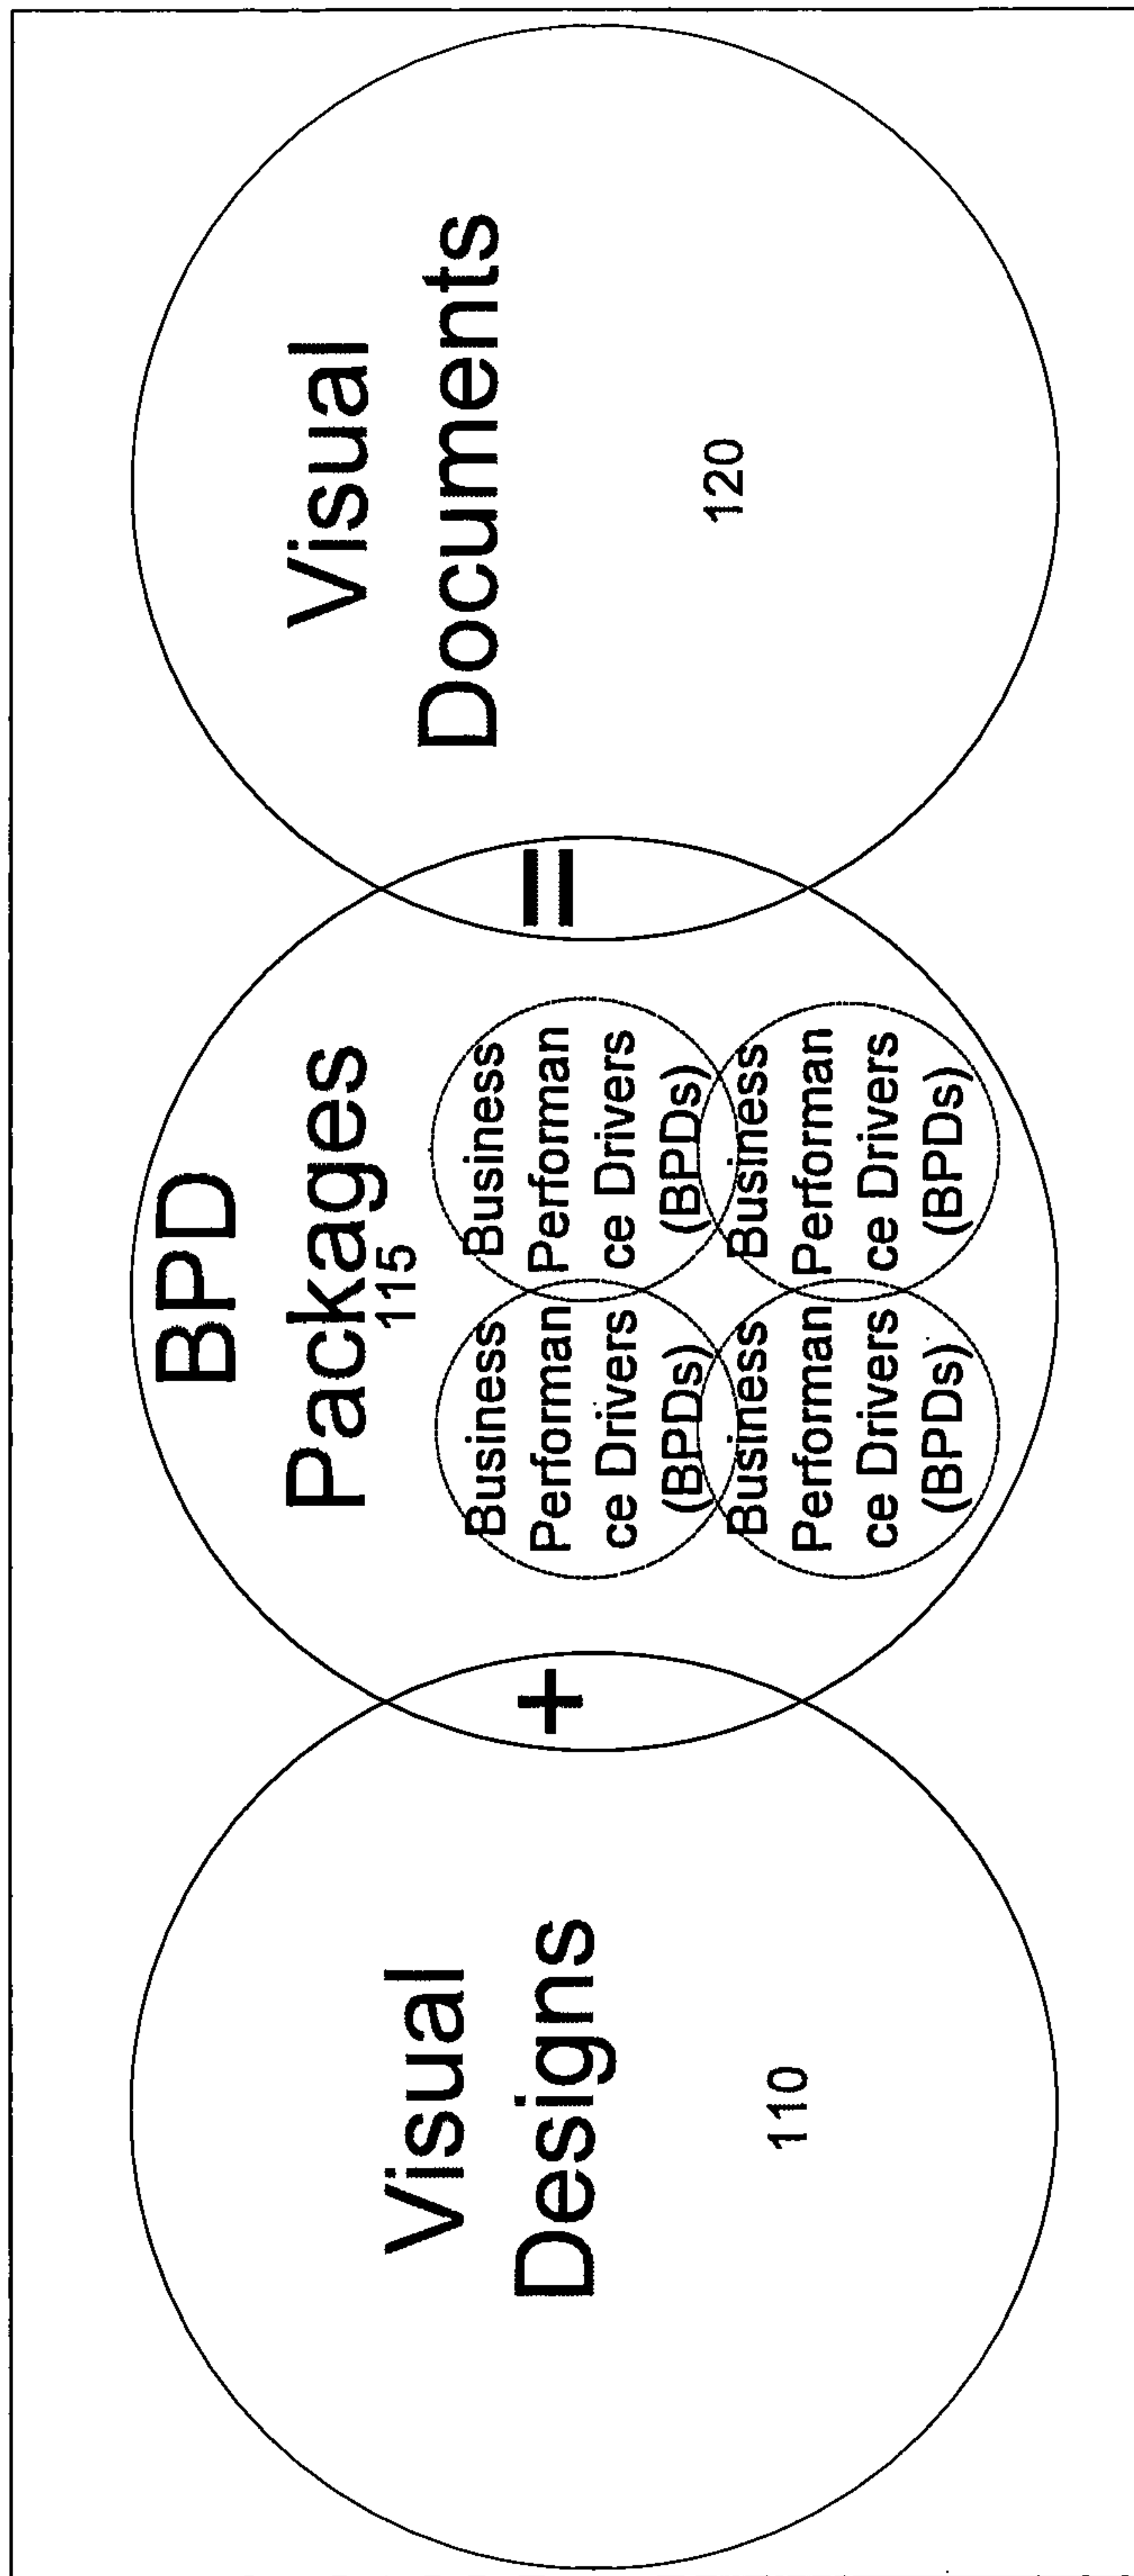 Visual
Designs
110
+
BPD
Packages
115
Business
Performan
ce Drivers
(BPDs)
Business
Performan
ce Drivers
(BPDs)
Business
Performan
ce Drivers
(BPDs)
Business
Performan
ce Drivers
(BPDs)
=
Visual
Documents
120